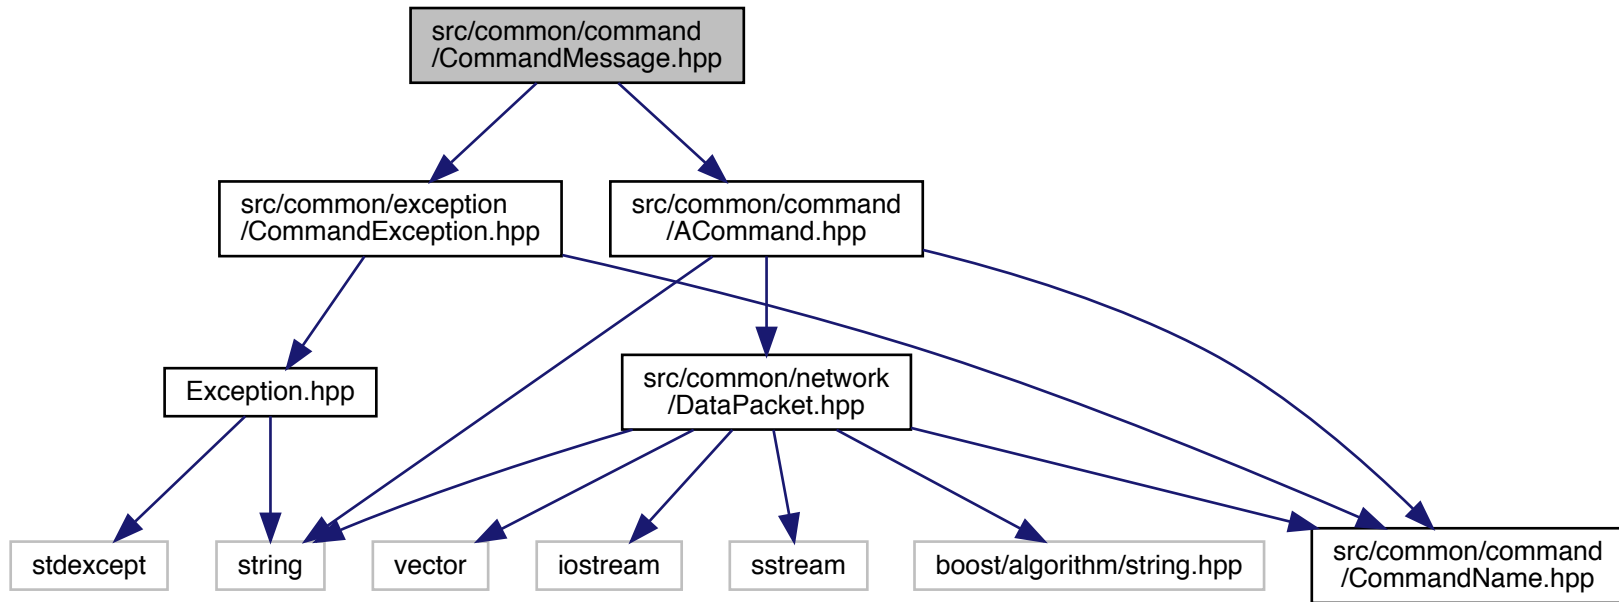 src/common/command
/CommandMessage.hpp
src/common/exception
/CommandException.hpp
src/common/command
/ACommand.hpp
Exception.hpp
src/common/network
/DataPacket.hpp
stdexcept
string
vector
iostream
sstream
boost/algorithm/string.hpp
src/common/command
/CommandName.hpp